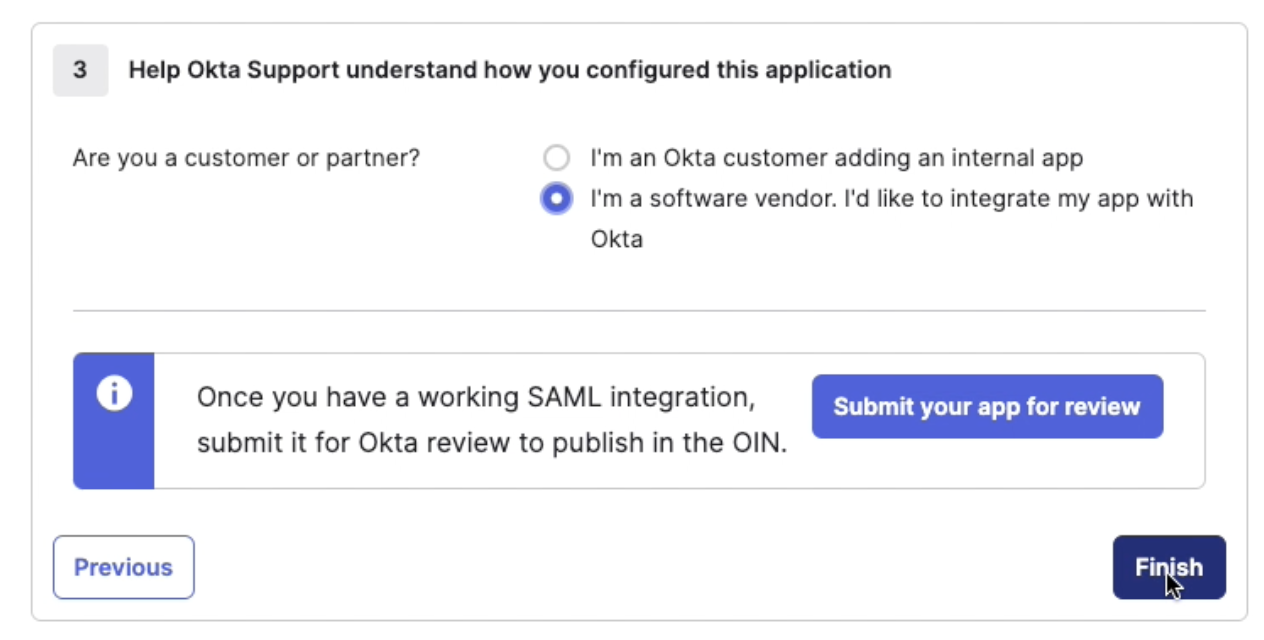 3 Help Okta Support understand how you configured this application
Are you a customer or partner?
I'm an Okta customer adding an internal app
I'm a software vendor. I'd like to integrate my app with
Okta
Once you have a working SAML integration,
submit it for Okta review to publish in the OIN.
Submit your app for review
Previous
Finish